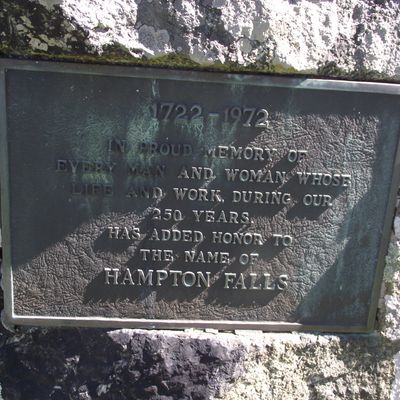 1722 - 1972
IN PROUD MEMORY OF
EVERY MAN AND WOMAN WHOSE
LIFE AND WORK, DURING OUR
250 YEARS,
HAS ADDED HONOR TO
THE NAME OF
HAMPTON FALLS